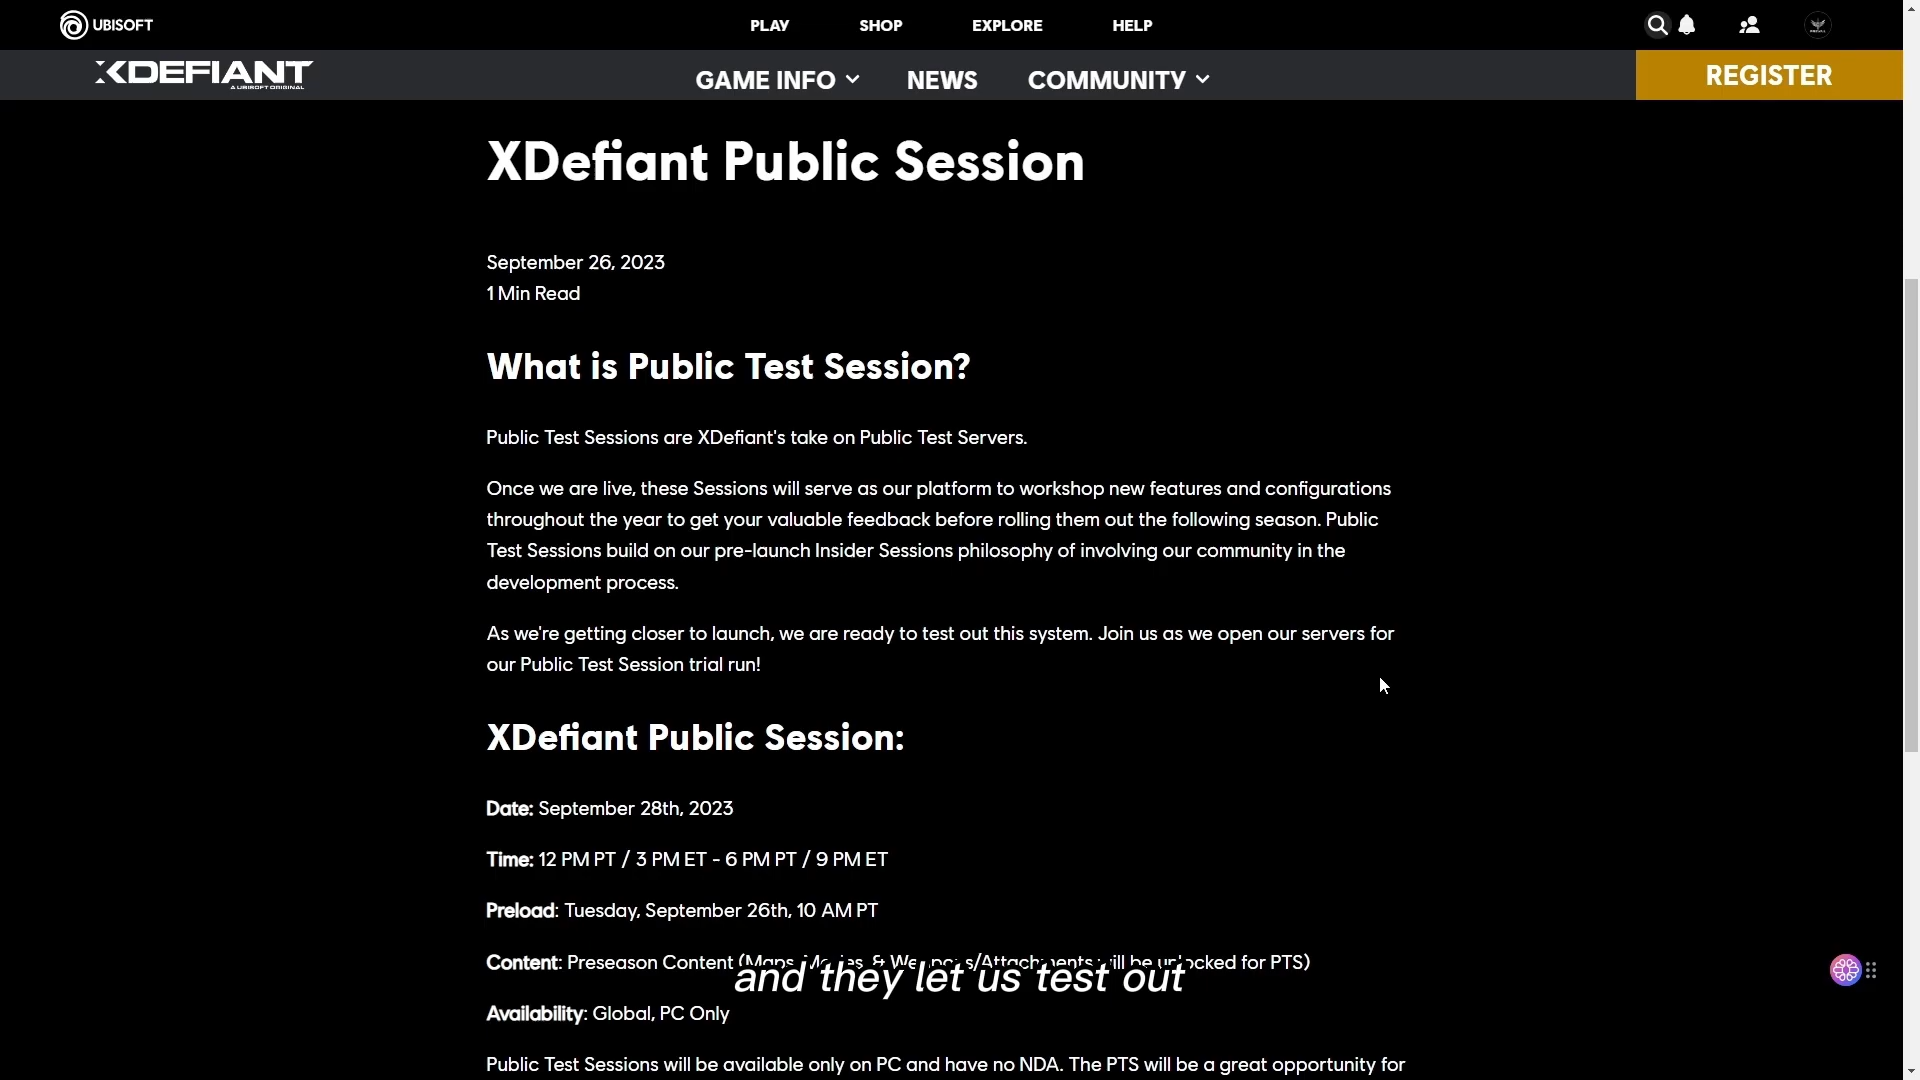 UBISOFT
PLAY
SHOP
EXPLORE
HELP
XDEFIANT
A UBISOFT ORIGINAL
GAME INFO
NEWS
COMMUNITY
REGISTER
XDefiant Public Session
September 26, 2023
1 Min Read
What is Public Test Session?
Public Test Sessions are XDefiant's take on Public Test Servers.
Once we are live, these Sessions will serve as our platform to workshop new features and configurations
throughout the year to get your valuable feedback before rolling them out the following season. Public
Test Sessions build on our pre-launch Insider Sessions philosophy of involving our community in the
development process.
As we're getting closer to launch, we are ready to test out this system. Join us as we open our servers for
our Public Test Session trial run!
XDefiant Public Session:
Date: September 28th, 2023
Time: 12 PM PT / 3 PM ET - 6 PM PT / 9 PM ET
Preload: Tuesday, September 26th, 10 AM PT
Content: Preseason Content (Maps, Modes, & Weapons/Attachments will be unlocked for PTS)
and they let us test out
Availability: Global, PC Only
Public Test Sessions will be available only on PC and have no NDA. The PTS will be a great opportunity for